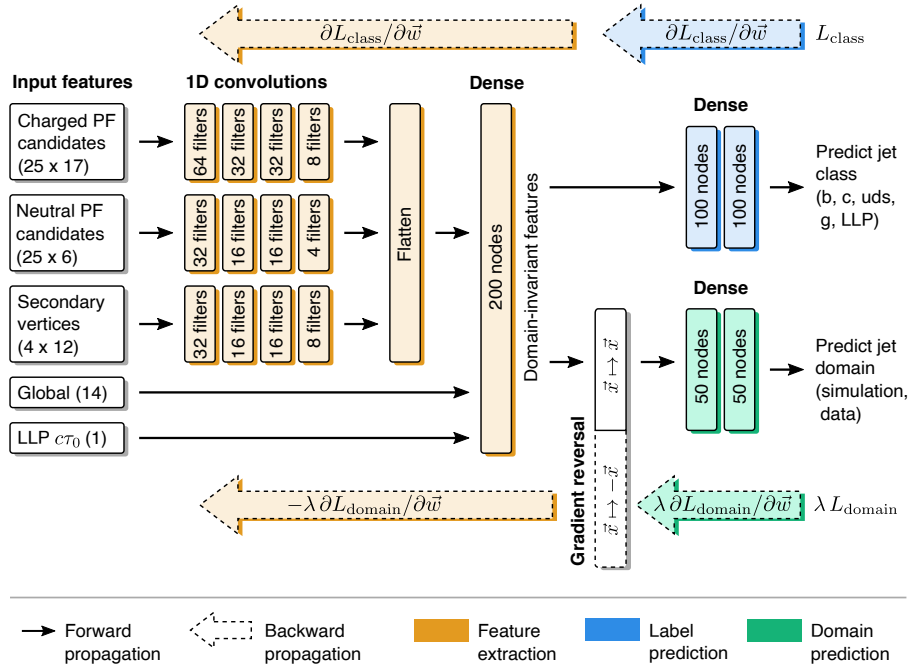 ∂L_class/∂w⃗
∂L_class/∂w⃗
L_class
Input features
1D convolutions
Dense
Charged PF
candidates
(25 x 17)
64 filters
32 filters
32 filters
8 filters
Neutral PF
candidates
(25 x 6)
32 filters
16 filters
16 filters
4 filters
Secondary
vertices
(4 x 12)
32 filters
16 filters
16 filters
8 filters
Global (14)
LLP cτ₀ (1)
Flatten
200 nodes
Domain-invariant features
Dense
100 nodes
100 nodes
Predict jet
class
(b, c, uds,
g, LLP)
Gradient reversal
x⃗ ↦ x⃗
x⃗ ↦ −x⃗
Dense
50 nodes
50 nodes
Predict jet
domain
(simulation,
data)
−λ ∂L_domain/∂w⃗
λ ∂L_domain/∂w⃗
λ L_domain
Forward
propagation
Backward
propagation
Feature
extraction
Label
prediction
Domain
prediction